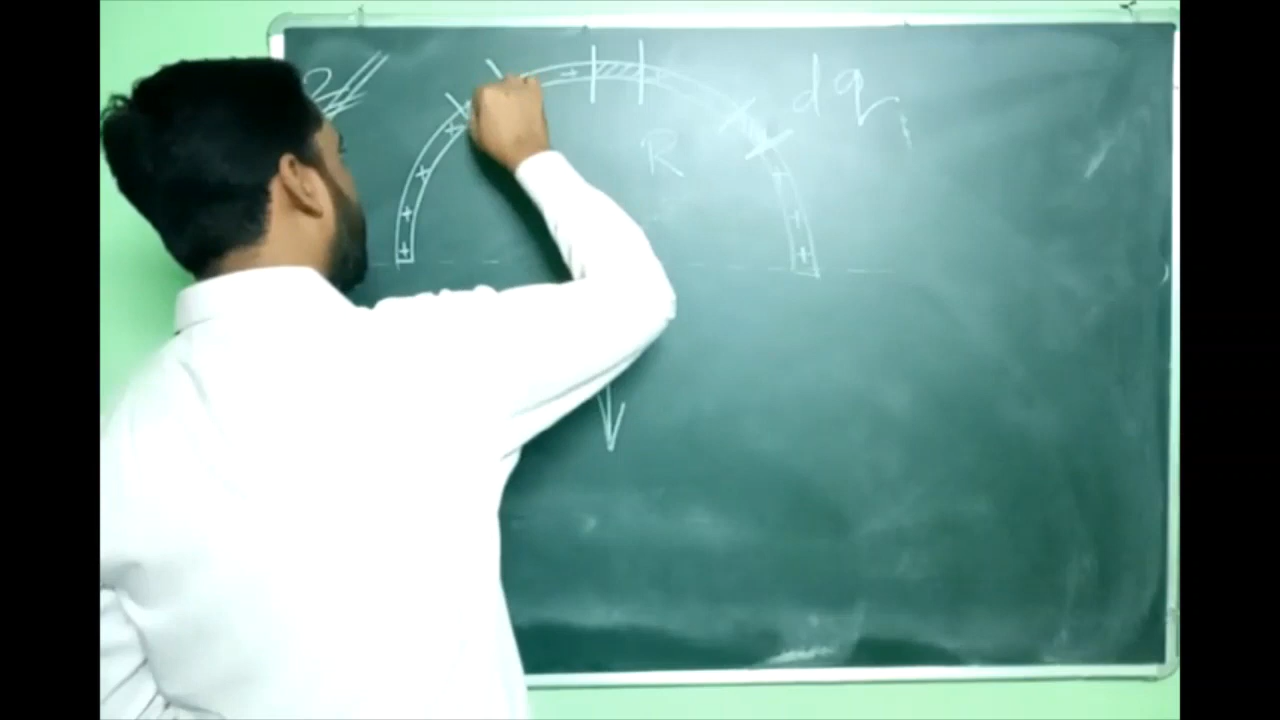 dq
R
+ + + + + + + +